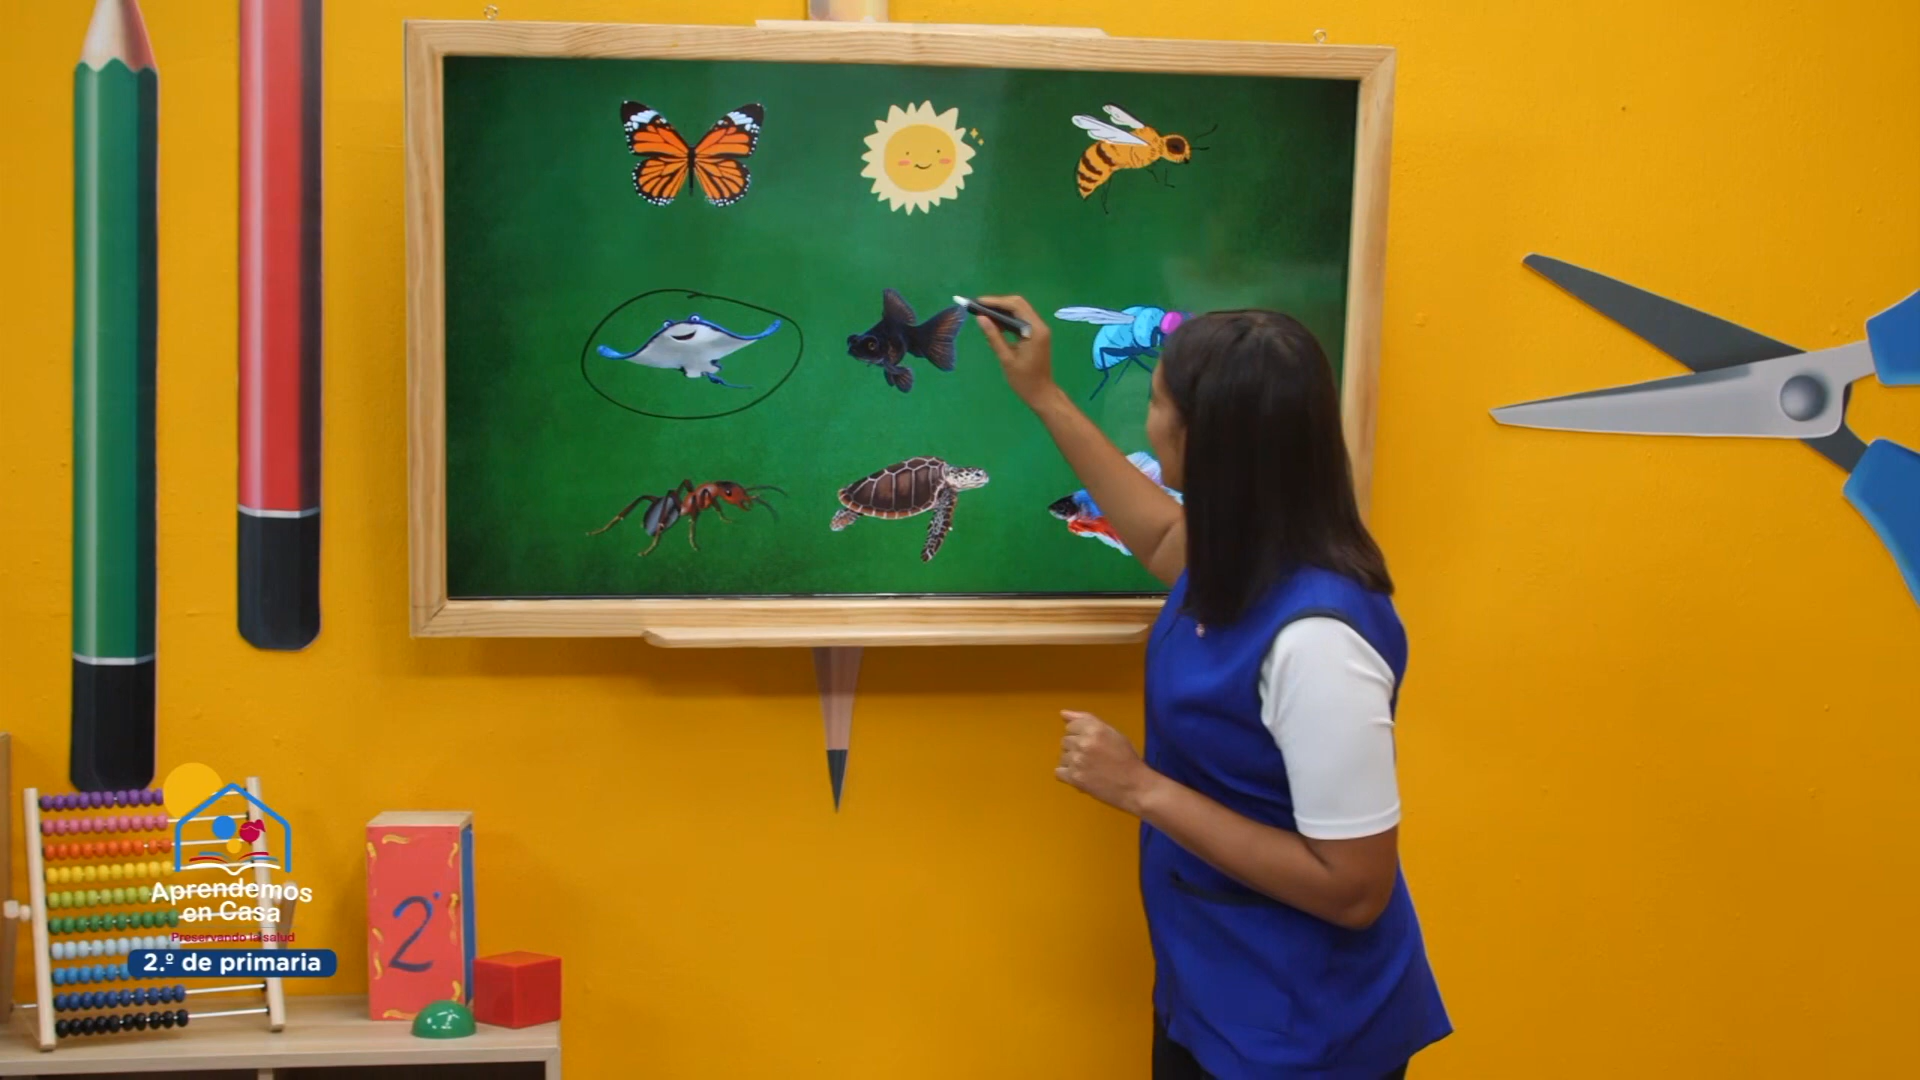 Aprendemos
en Casa
Preservando la salud
2.º de primaria
2